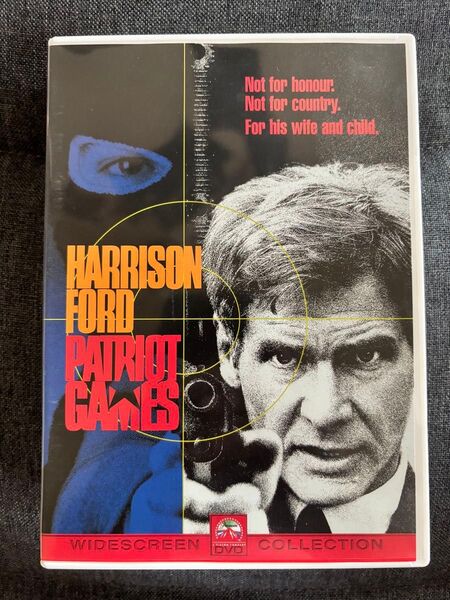 Not for honour.
Not for country.
For his wife and child.
HARRISON
FORD
PATRIOT
GAMES
WIDESCREEN DVD COLLECTION